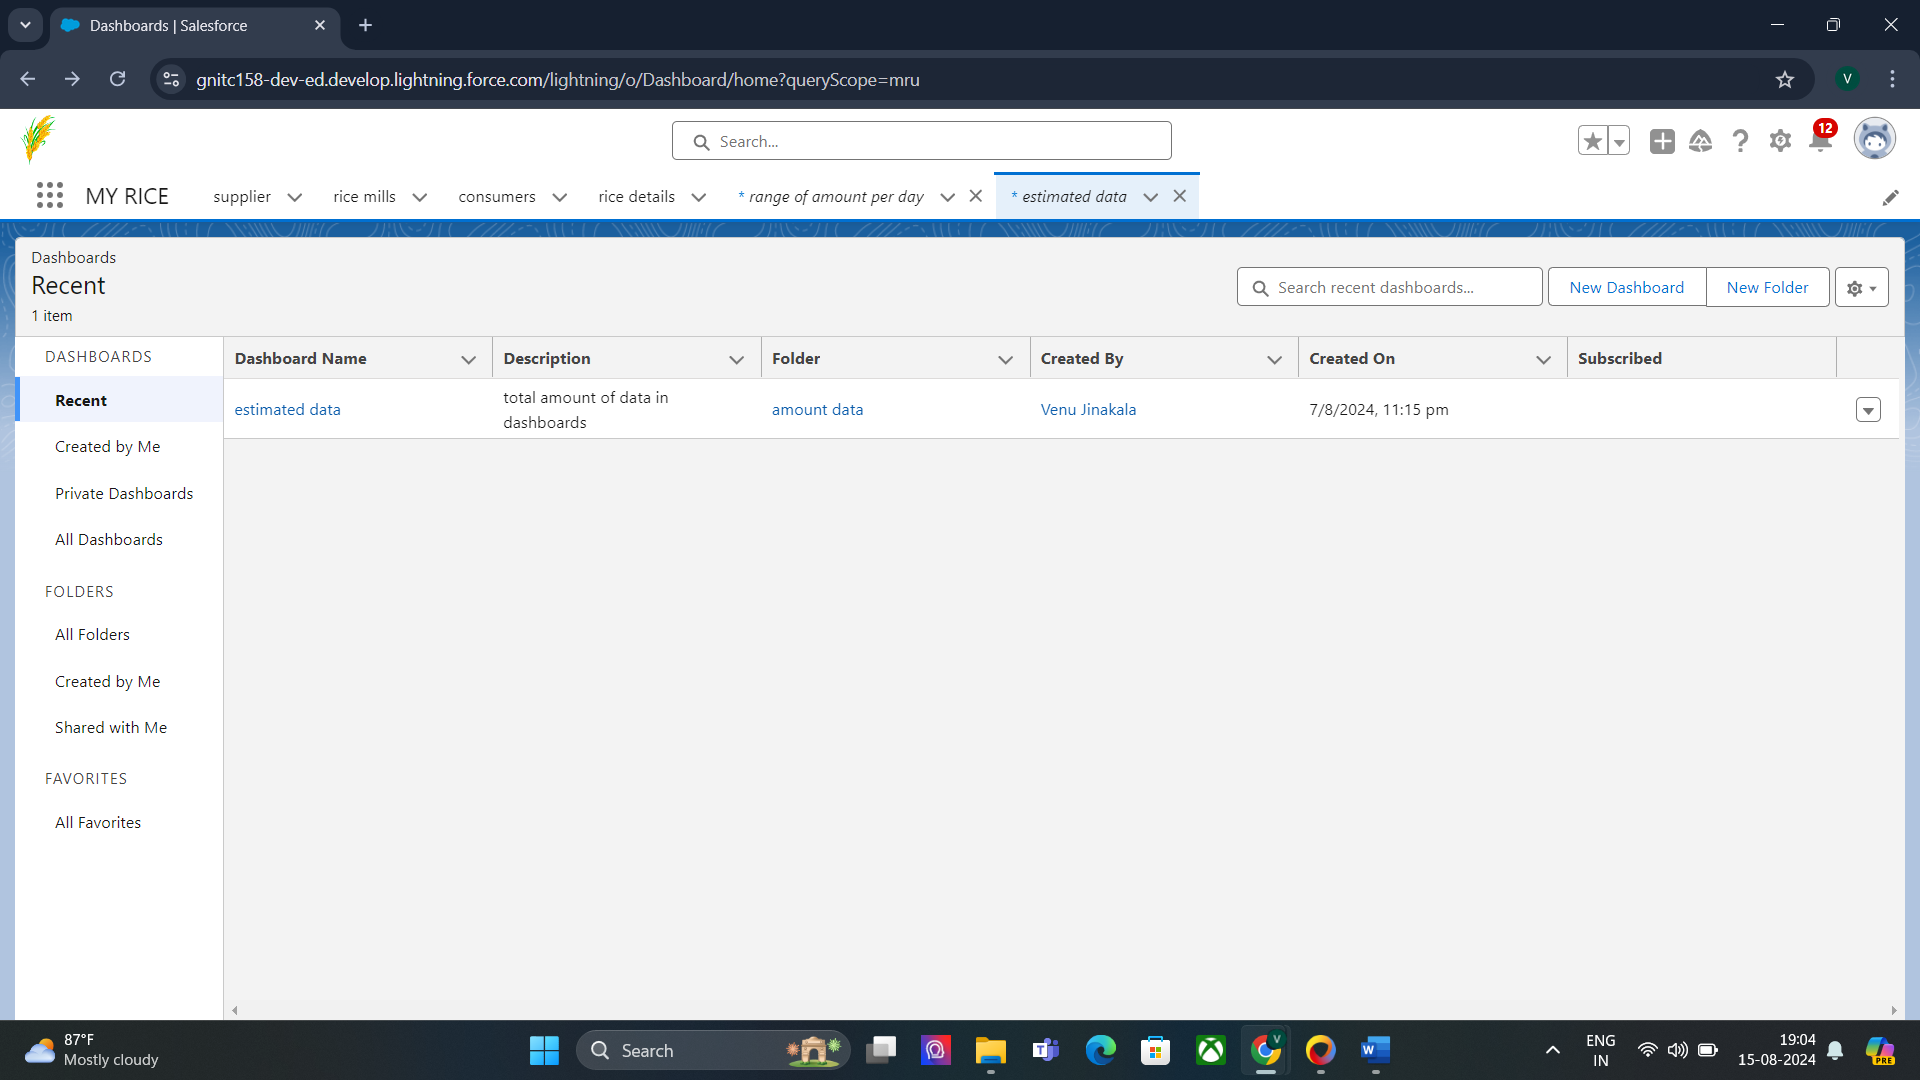 Dashboards | Salesforce
gnitc158-dev-ed.develop.lightning.force.com/lightning/o/Dashboard/home?queryScope=mru
V
Search...
12
MY RICE
supplier
rice mills
consumers
rice details
* range of amount per day
* estimated data
Dashboards
Recent
1 item
Search recent dashboards...
New Dashboard
New Folder
DASHBOARDS
Recent
Created by Me
Private Dashboards
All Dashboards
FOLDERS
All Folders
Created by Me
Shared with Me
FAVORITES
All Favorites
Dashboard Name Description Folder Created By Created On Subscribed
estimated data total amount of data in amount data Venu Jinakala 7/8/2024, 11:15 pm
dashboards
87°F
Mostly cloudy
Search
V
ENG
IN
19:04
15-08-2024
PRE